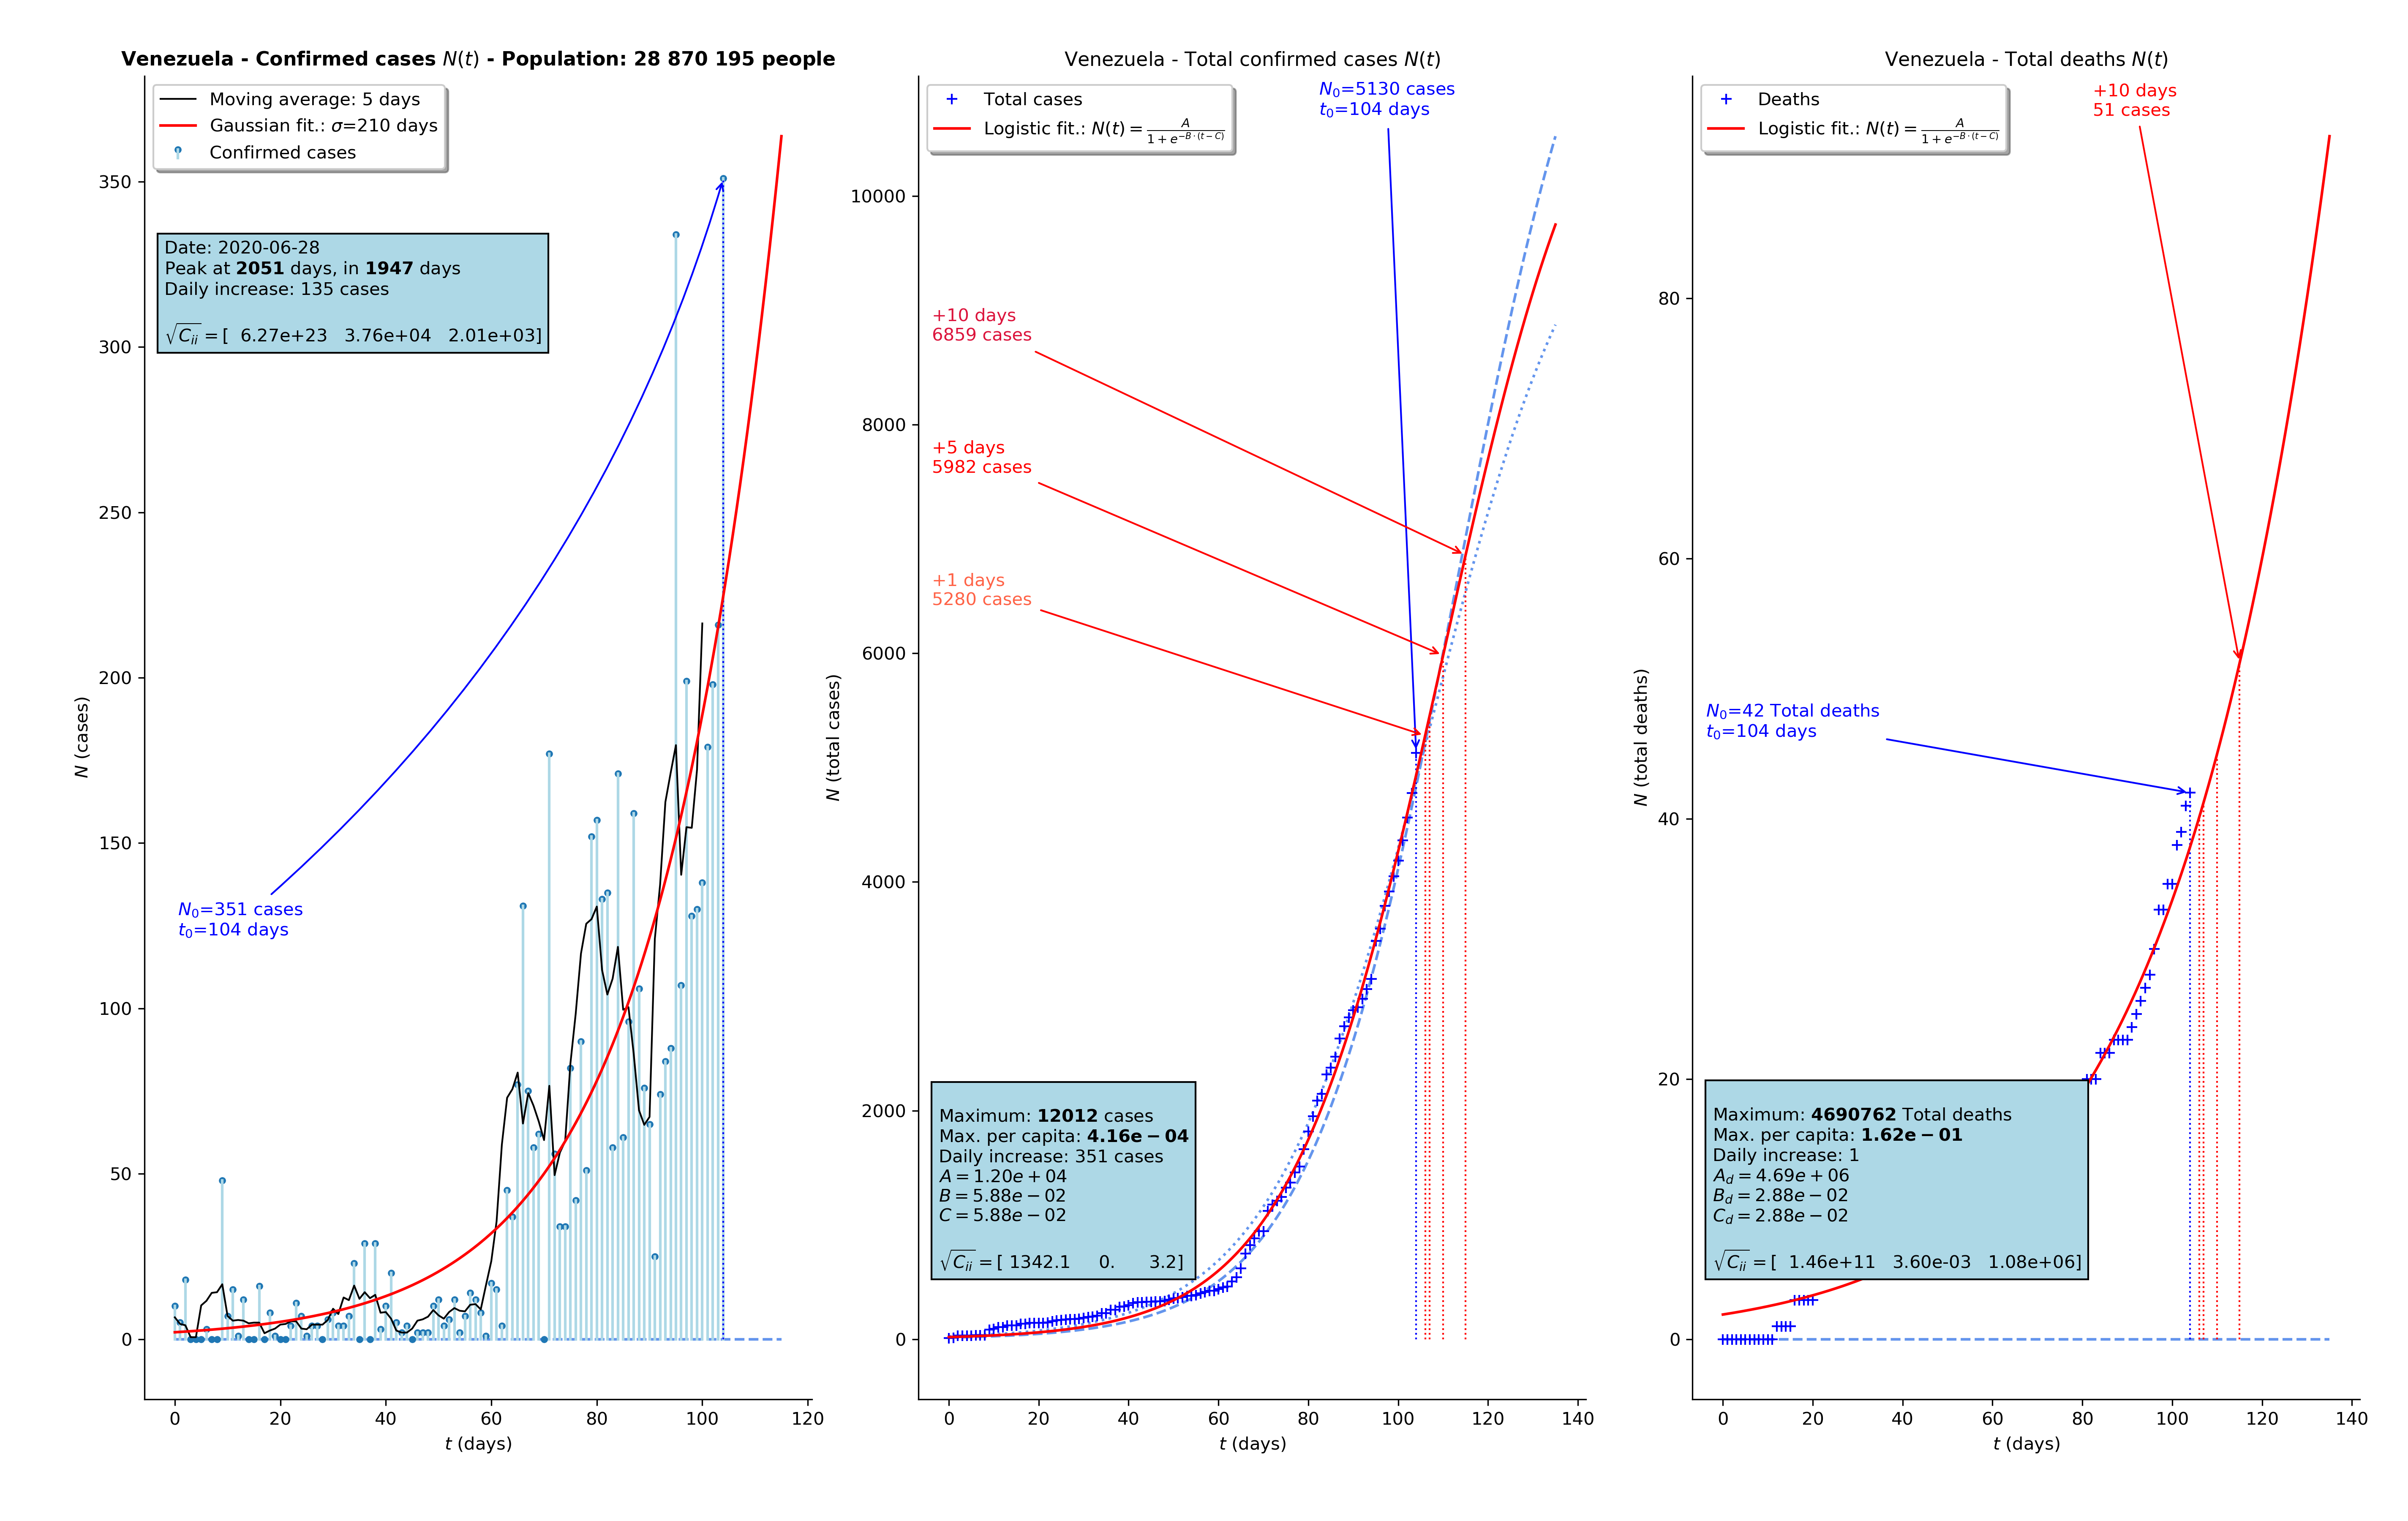 Venezuela - Confirmed cases N(t) - Population: 28 870 195 people
Moving average: 5 days
Gaussian fit.: σ=210 days
Confirmed cases
Date: 2020-06-28
Peak at 2051 days, in 1947 days
Daily increase: 135 cases
√C_ii = [ 6.27e+23 3.76e+04 2.01e+03]
N₀=351 cases
t₀=104 days
350
300
250
200
150
100
50
0
N (cases)
0 20 40 60 80 100 120
t (days)
Venezuela - Total confirmed cases N(t)
Total cases
Logistic fit.: N(t) = A / (1 + e^{-B·(t-C)})
N₀=5130 cases
t₀=104 days
+10 days
6859 cases
+5 days
5982 cases
+1 days
5280 cases
Maximum: 12012 cases
Max. per capita: 4.16e − 04
Daily increase: 351 cases
A = 1.20e + 04
B = 5.88e − 02
C = 5.88e − 02
√C_ii = [ 1342.1 0. 3.2]
10000
8000
6000
4000
2000
0
N (total cases)
0 20 40 60 80 100 120 140
t (days)
Venezuela - Total deaths N(t)
Deaths
Logistic fit.: N(t) = A / (1 + e^{-B·(t-C)})
+10 days
51 cases
N₀=42 Total deaths
t₀=104 days
Maximum: 4690762 Total deaths
Max. per capita: 1.62e − 01
Daily increase: 1
A_d = 4.69e + 06
B_d = 2.88e − 02
C_d = 2.88e − 02
√C_ii = [ 1.46e+11 3.60e-03 1.08e+06]
80
60
40
20
0
N (total deaths)
0 20 40 60 80 100 120 140
t (days)